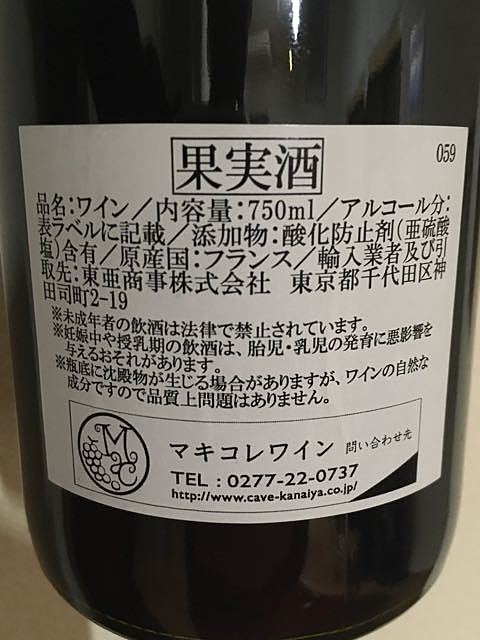 果実酒
059
品名:ワイン/内容量:750ml/アルコール分:
表ラベルに記載/添加物:酸化防止剤(亜硫酸
塩)含有/原産国:フランス/輸入業者及び引
取先:東亜商事株式会社 東京都千代田区神
田司町2-19
※未成年者の飲酒は法律で禁止されています。
※妊娠中や授乳期の飲酒は、胎児・乳児の発育に悪影響を
与えるおそれがあります。
※瓶底に沈殿物が生じる場合がありますが、ワインの自然な
成分ですので品質上問題はありません。
マキコレワイン 問い合わせ先
TEL : 0277-22-0737
http://www.cave-kanaiya.co.jp/